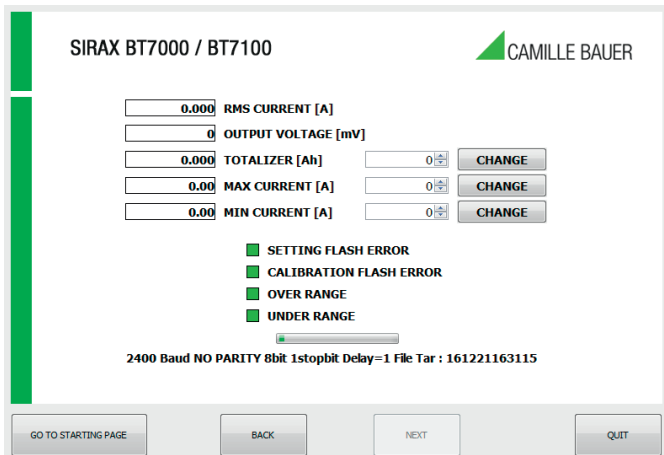 SIRAX BT7000 / BT7100
CAMILLE BAUER
0.000 RMS CURRENT [A]
0 OUTPUT VOLTAGE [mV]
0.000 TOTALIZER [Ah] 0 CHANGE
0.00 MAX CURRENT [A] 0 CHANGE
0.00 MIN CURRENT [A] 0 CHANGE
SETTING FLASH ERROR
CALIBRATION FLASH ERROR
OVER RANGE
UNDER RANGE
2400 Baud NO PARITY 8bit 1stopbit Delay=1 File Tar : 161221163115
GO TO STARTING PAGE BACK NEXT QUIT